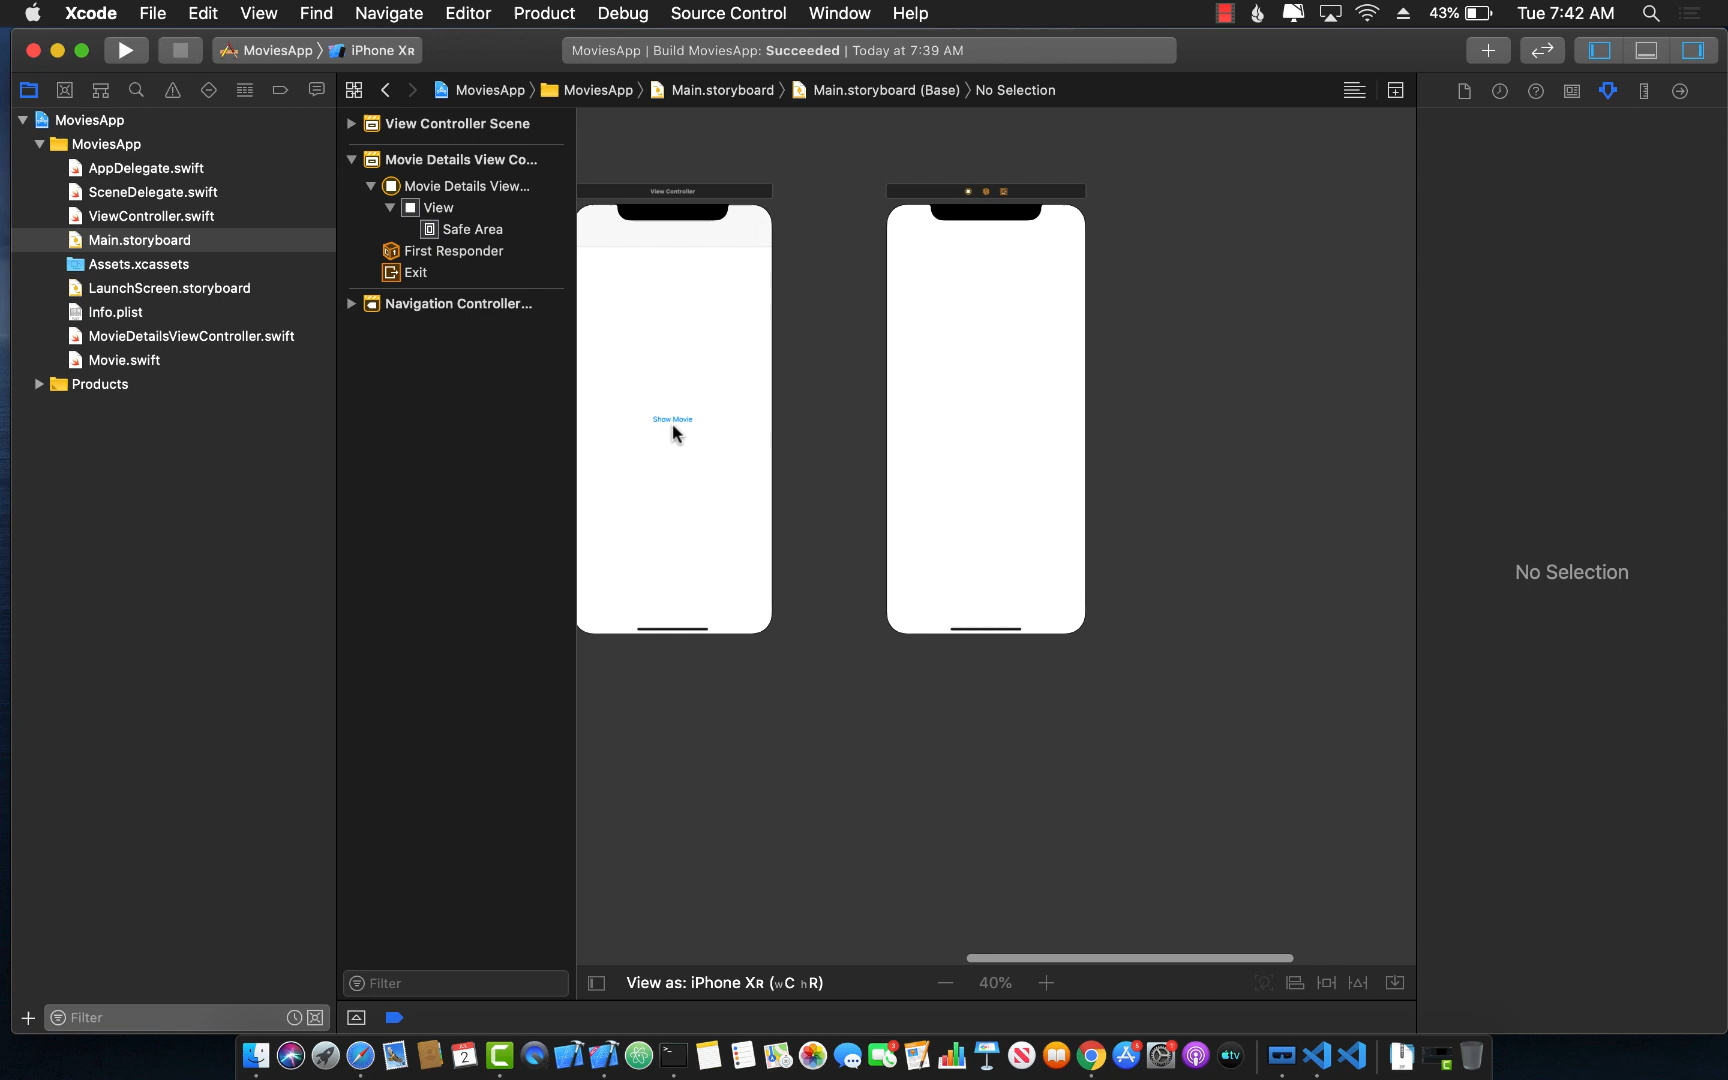 Xcode File Edit View Find Navigate Editor Product Debug Source Control Window Help 43% Tue 7:42 AM
MoviesApp 〉 iPhone XR
MoviesApp | Build MoviesApp: Succeeded | Today at 7:39 AM
MoviesApp 〉 MoviesApp 〉 Main.storyboard 〉 Main.storyboard (Base) 〉 No Selection
MoviesApp
MoviesApp
AppDelegate.swift
SceneDelegate.swift
ViewController.swift
Main.storyboard
Assets.xcassets
LaunchScreen.storyboard
Info.plist
MovieDetailsViewController.swift
Movie.swift
Products
Filter
View Controller Scene
Movie Details View Co...
Movie Details View...
View
Safe Area
First Responder
Exit
Navigation Controller...
Filter
View Controller
Show Movie
View as: iPhone XR (wC hR)
40%
No Selection